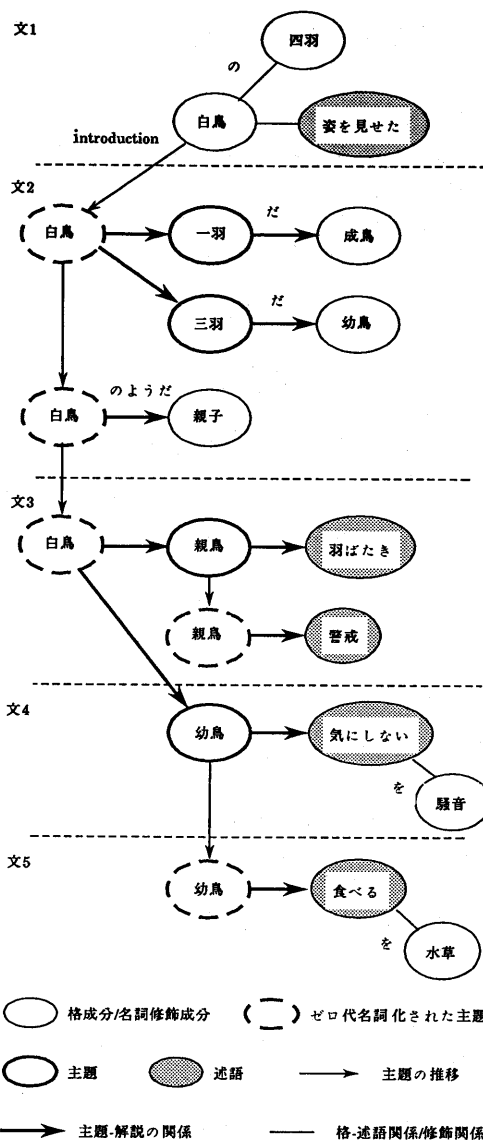 文1
四羽
の
白鳥 姿を見せた
introduction
文2
白鳥 一羽 だ 成鳥
三羽 だ 幼鳥
のようだ
白鳥 親子
文3
白鳥 親鳥 羽ばたき
親鳥 警戒
文4
幼鳥 気にしない
を
騒音
文5
幼鳥 食べる
を
水草
格成分/名詞修飾成分 ゼロ代名詞化された主題
主題 述語 主題の推移
主題-解説の関係 格-述語関係/修飾関係